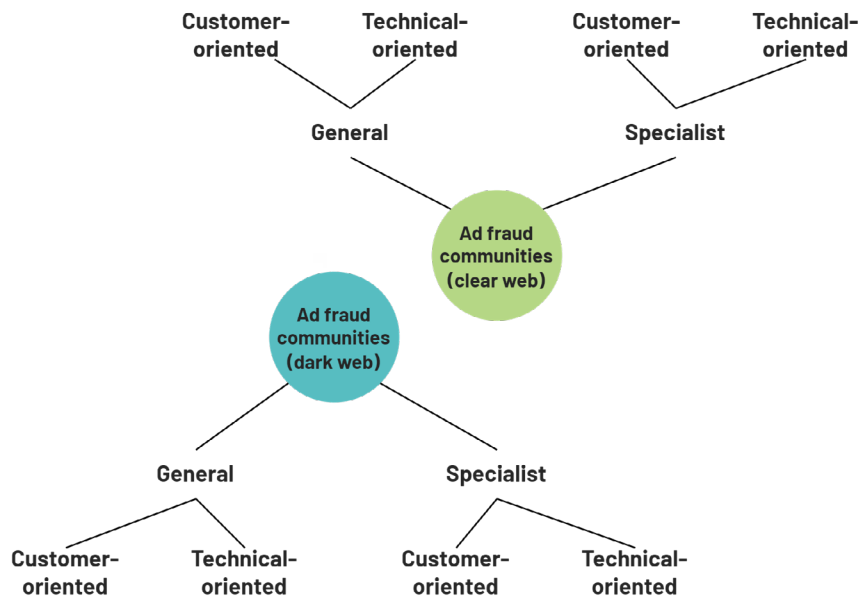 Customer-
oriented
Technical-
oriented
Customer-
oriented
Technical-
oriented
General
Specialist
Ad fraud
communities
(clear web)
Ad fraud
communities
(dark web)
General
Specialist
Customer-
oriented
Technical-
oriented
Customer-
oriented
Technical-
oriented